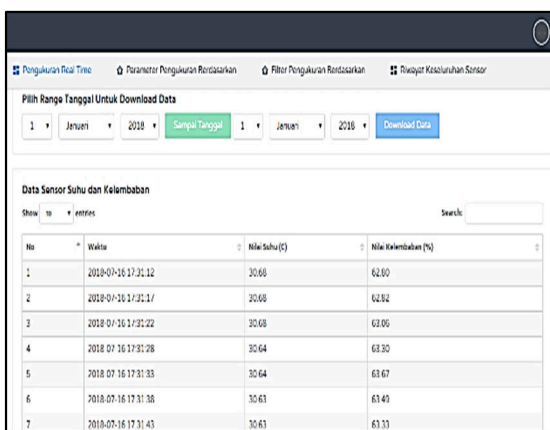 Pengukuran Real Time Parameter Pengukuran Berdasarkan Filter Pengukuran Berdasarkan Riwayat Keseluruhan Sensor
Pilih Range Tanggal Untuk Download Data
1 Januari 2018 Sampai Tanggal 1 Januari 2018 Download Data
Data Sensor Suhu dan Kelembaban
Show 10 entries Search:
No Waktu Nilai Suhu (C) Nilai Kelembaban (%)
1 2018-07-16 17:31:12 30.68 62.80
2 2018-07-16 17:31:17 30.68 62.82
3 2018-07-16 17:31:22 30.68 63.06
4 2018-07-16 17:31:28 30.64 63.30
5 2018-07-16 17:31:33 30.64 63.67
6 2018-07-16 17:31:38 30.63 63.49
7 2018-07-16 17:31:43 30.63 63.33